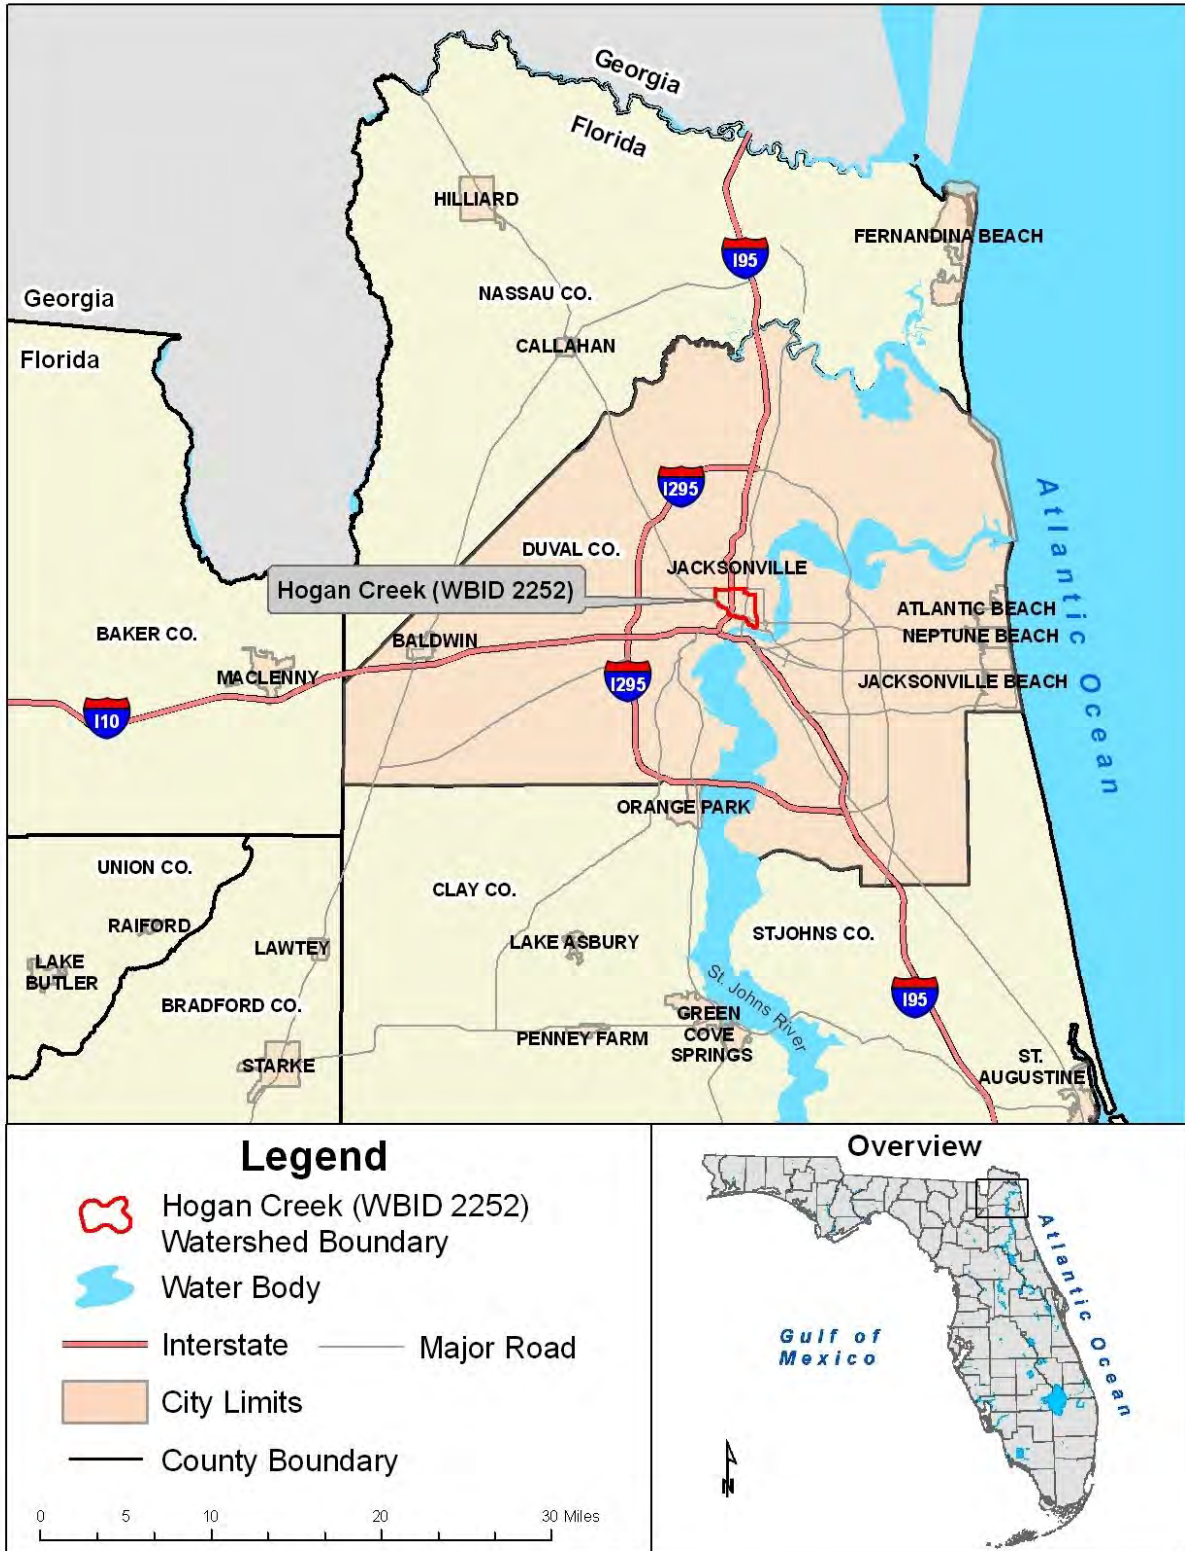 Georgia
Florida
HILLIARD
FERNANDINA BEACH
I95
NASSAU CO.
Georgia
CALLAHAN
Florida
Atlantic Ocean
I295
DUVAL CO.
JACKSONVILLE
Hogan Creek (WBID 2252)
ATLANTIC BEACH
BAKER CO.
BALDWIN
NEPTUNE BEACH
MACLENNY
I295
JACKSONVILLE BEACH
I10
ORANGE PARK
UNION CO.
CLAY CO.
RAIFORD
LAWTEY
LAKE ASBURY
STJOHNS CO.
LAKE
BUTLER
St. Johns River
BRADFORD CO.
I95
PENNEY FARM
GREEN
COVE
SPRINGS
STARKE
ST.
AUGUSTINE
Legend
Hogan Creek (WBID 2252)
Watershed Boundary
Water Body
Interstate
Major Road
City Limits
County Boundary
0 5 10 20 30 Miles
Overview
Atlantic Ocean
Gulf of
Mexico
N